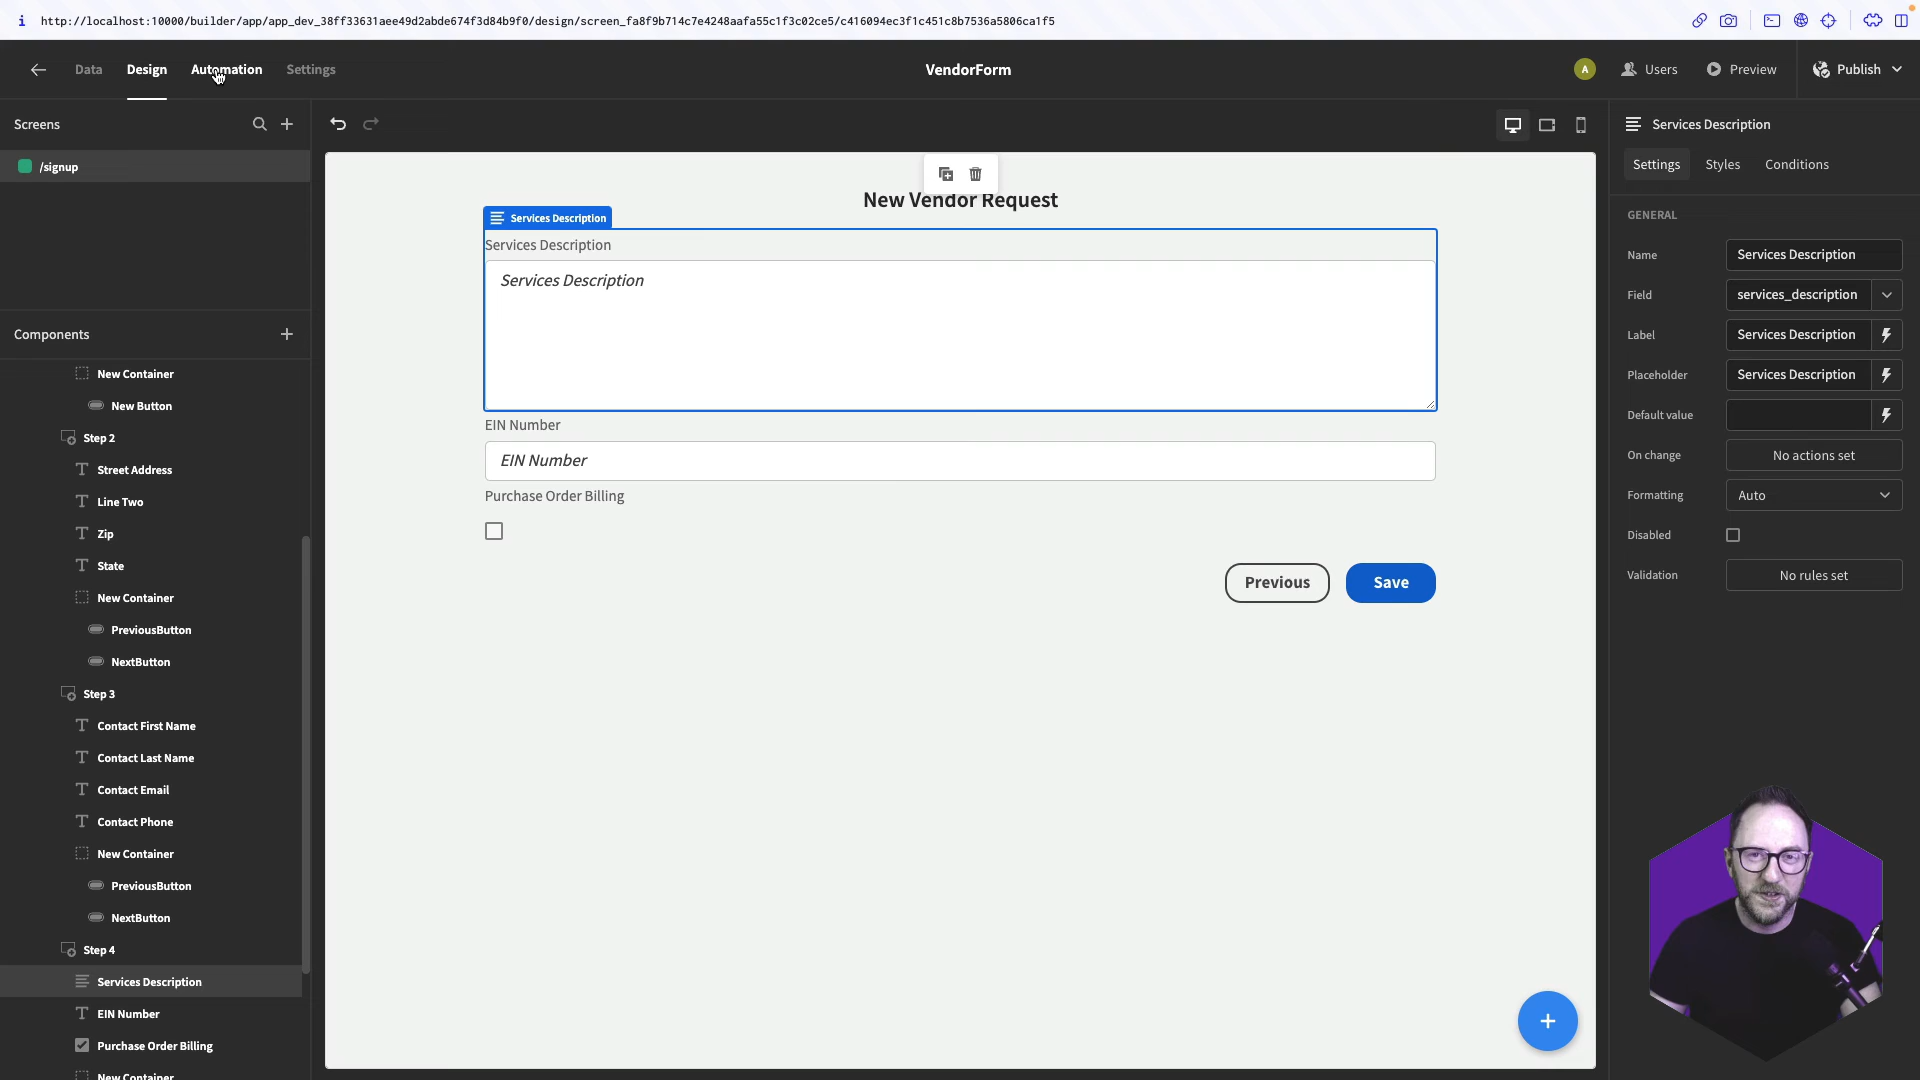 http://localhost:10000/builder/app/app_dev_38ff33631aee49d2abde674f3d84b9f0/design/screen_fa8f9b714c7e4248aafa55c1f3c02ce5/c416094ec3f1c451c8b7536a5806ca1f5
Data
Design
Automation
Settings
VendorForm
A
Users
Preview
Publish
Screens
/signup
Components
New Container
New Button
Step 2
Street Address
Line Two
Zip
State
New Container
PreviousButton
NextButton
Step 3
Contact First Name
Contact Last Name
Contact Email
Contact Phone
New Container
PreviousButton
NextButton
Step 4
Services Description
EIN Number
Purchase Order Billing
New Container
New Vendor Request
Services Description
Services Description
Services Description
EIN Number
EIN Number
Purchase Order Billing
Previous
Save
Services Description
Settings
Styles
Conditions
GENERAL
Name
Services Description
Field
services_description
Label
Services Description
Placeholder
Services Description
Default value
On change
No actions set
Formatting
Auto
Disabled
Validation
No rules set